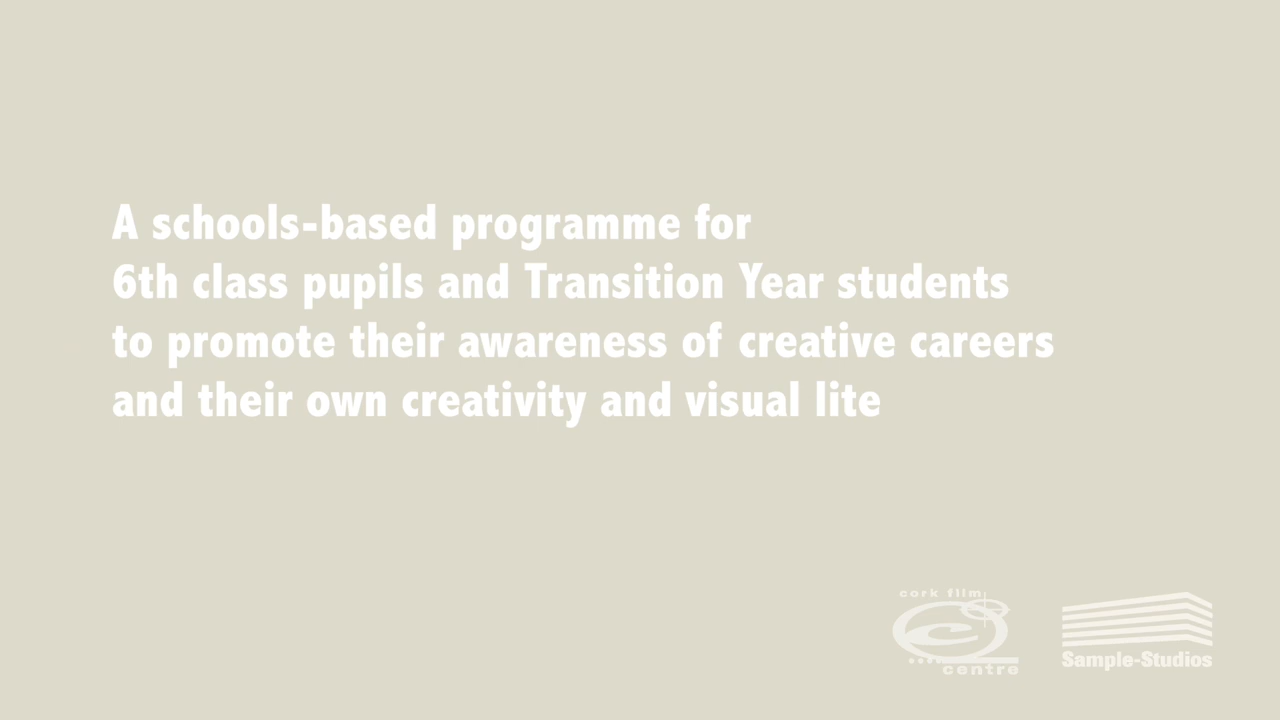 A schools-based programme for
6th class pupils and Transition Year students
to promote their awareness of creative careers
and their own creativity and visual lite
cork film
centre
Sample-Studios